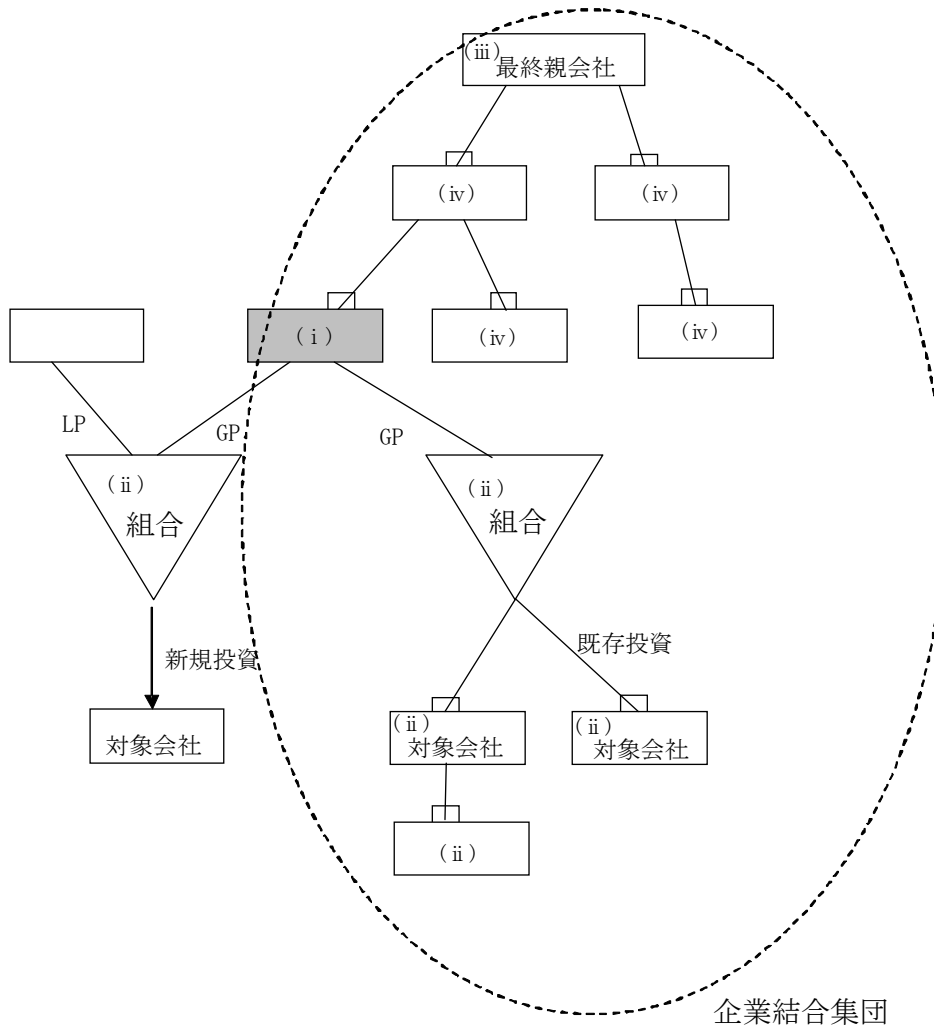 (ⅲ)
最終親会社
(ⅳ)
(ⅳ)
(ⅰ)
(ⅳ)
(ⅳ)
LP
GP
GP
(ⅱ)
組合
(ⅱ)
組合
新規投資
既存投資
対象会社
(ⅱ)
対象会社
(ⅱ)
対象会社
(ⅱ)
企業結合集団